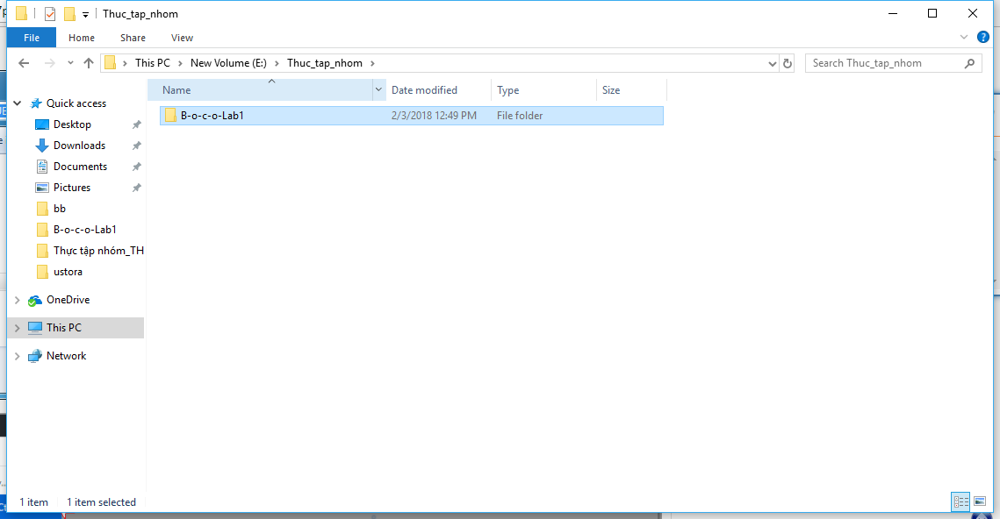 Thuc_tap_nhom
File Home Share View
This PC New Volume (E:) Thuc_tap_nhom
Search Thuc_tap_nhom
Name Date modified Type Size
B-o-c-o-Lab1 2/3/2018 12:49 PM File folder
Quick access
Desktop
Downloads
Documents
Pictures
bb
B-o-c-o-Lab1
Thực tập nhóm_TH
ustora
OneDrive
This PC
Network
1 item 1 item selected